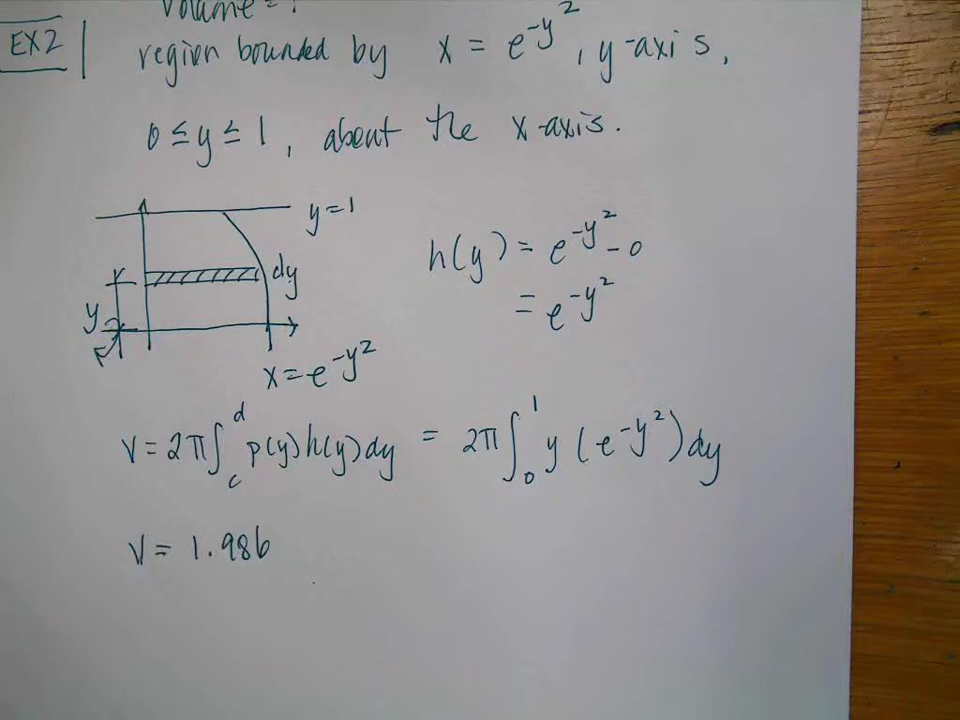 Volume = ?
EX2
region bounded by x = e^{-y^2}, y-axis,
0 ≤ y ≤ 1, about the x-axis.
y=1
h(y) = e^{-y^2} - 0
dy
= e^{-y^2}
y
x=e^{-y^2}
V = 2π∫_c^d p(y)h(y)dy = 2π∫_0^1 y(e^{-y^2})dy
V = 1.986